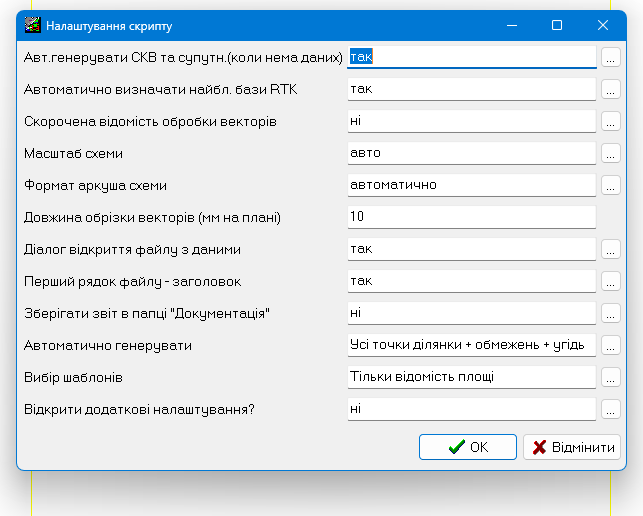 Налаштування скрипту
Авт.генерувати СКВ та супутн.(коли нема даних) так ...
Автоматично визначати найбл. бази RTK так ...
Скорочена відомість обробки векторів ні ...
Масштаб схеми авто ...
Формат аркуша схеми автоматично ...
Довжина обрізки векторів (мм на плані) 10
Діалог відкриття файлу з даними так ...
Перший рядок файлу - заголовок так ...
Зберігати звіт в папці "Документація" ні ...
Автоматично генерувати Усі точки ділянки + обмежень + угідь ...
Вибір шаблонів Тільки відомість площі ...
Відкрити додаткові налаштування? ні ...
OK Відмінити